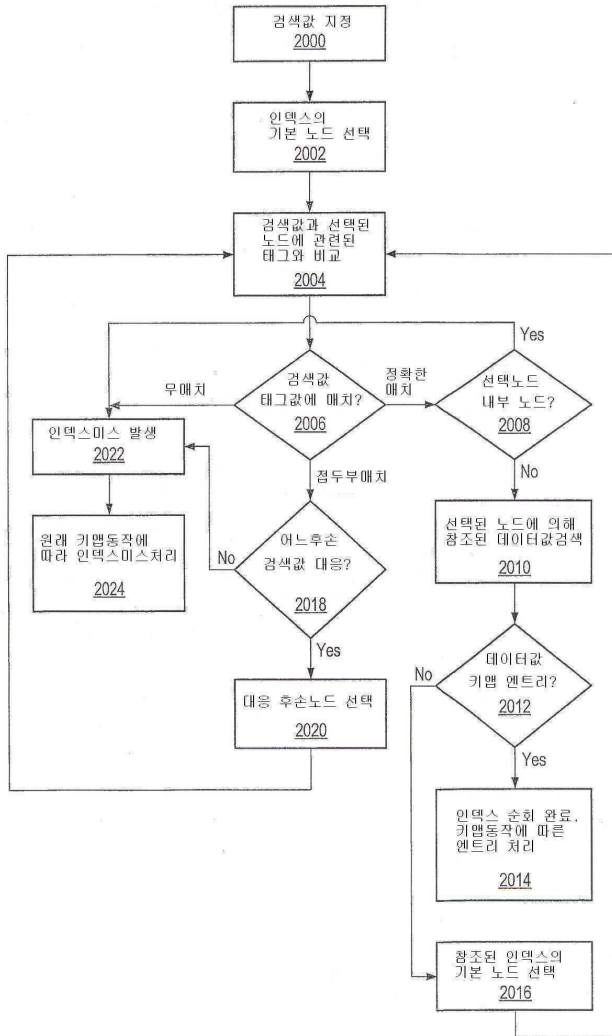 검색값 지정
2000
인덱스의
기본 노드 선택
2002
검색값과 선택된
노드에 관련된
태그와 비교
2004
Yes
무매치
검색값
태그값에 매치?
2006
정확한
매치
선택노드
내부 노드?
2008
인덱스미스 발생
2022
접두부매치
No
원래 키맵동작에
따라 인덱스미스처리
2024
No
어느후손
검색값 대응?
2018
선택된 노드에 의해
참조된 데이터값검색
2010
Yes
No
데이터값
키맵 엔트리?
2012
대응 후손노드 선택
2020
Yes
인덱스 순회 완료.
키맵동작에 따른
엔트리 처리
2014
참조된 인덱스의
기본 노드 선택
2016